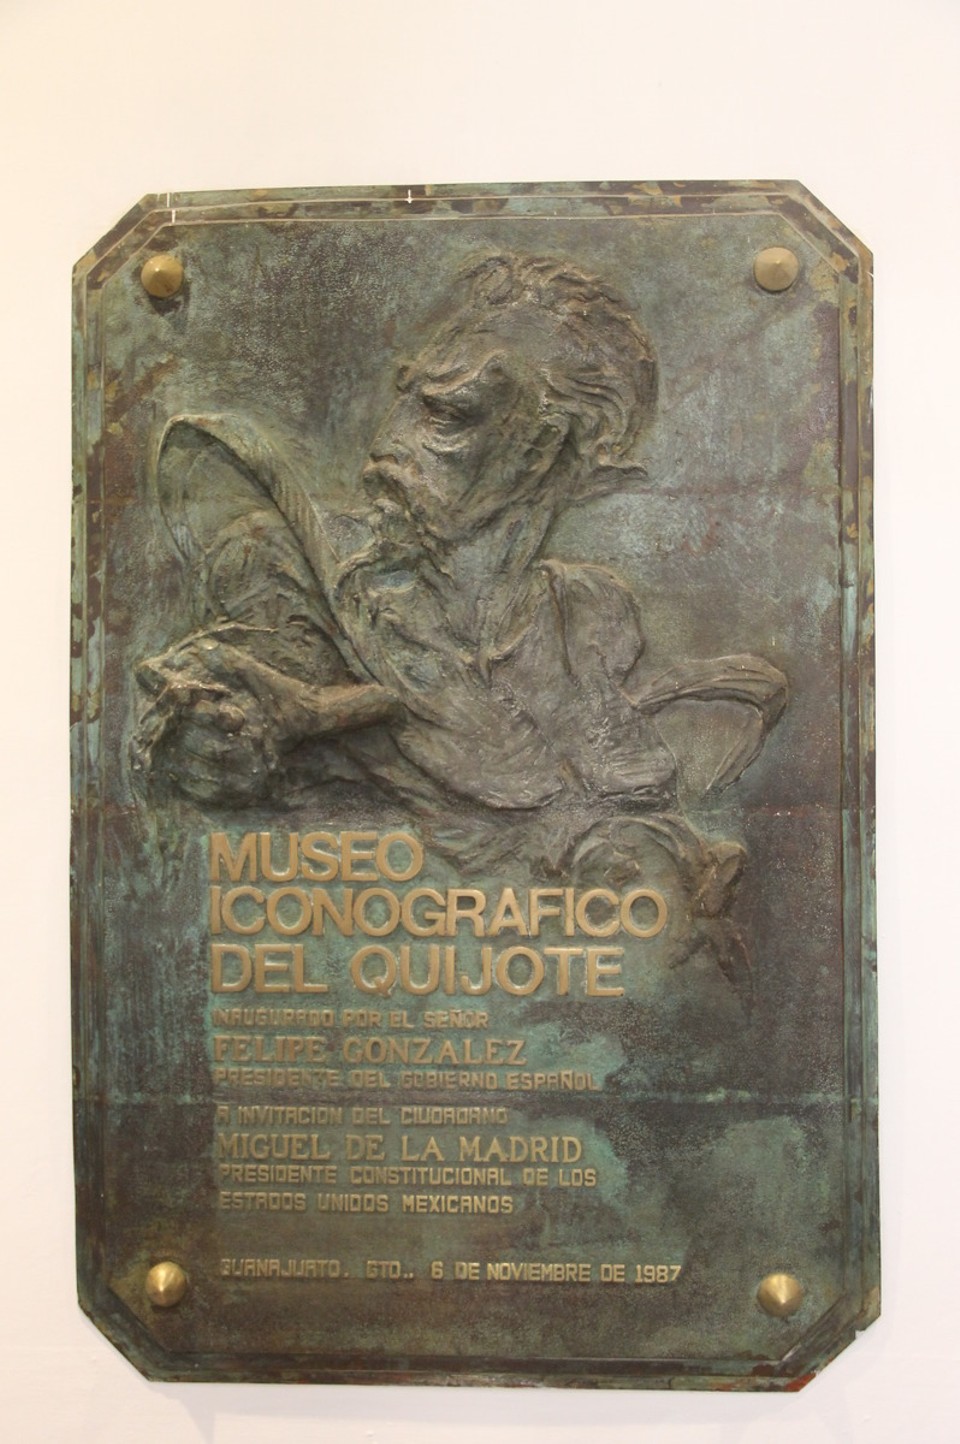 MUSEO
ICONOGRAFICO
DEL QUIJOTE
INAUGURADO POR EL SEÑOR
FELIPE GONZALEZ
PRESIDENTE DEL GOBIERNO ESPAÑOL
A INVITACION DEL CIUDADANO
MIGUEL DE LA MADRID
PRESIDENTE CONSTITUCIONAL DE LOS
ESTADOS UNIDOS MEXICANOS
GUANAJUATO. GTO.. 6 DE NOVIEMBRE DE 1987